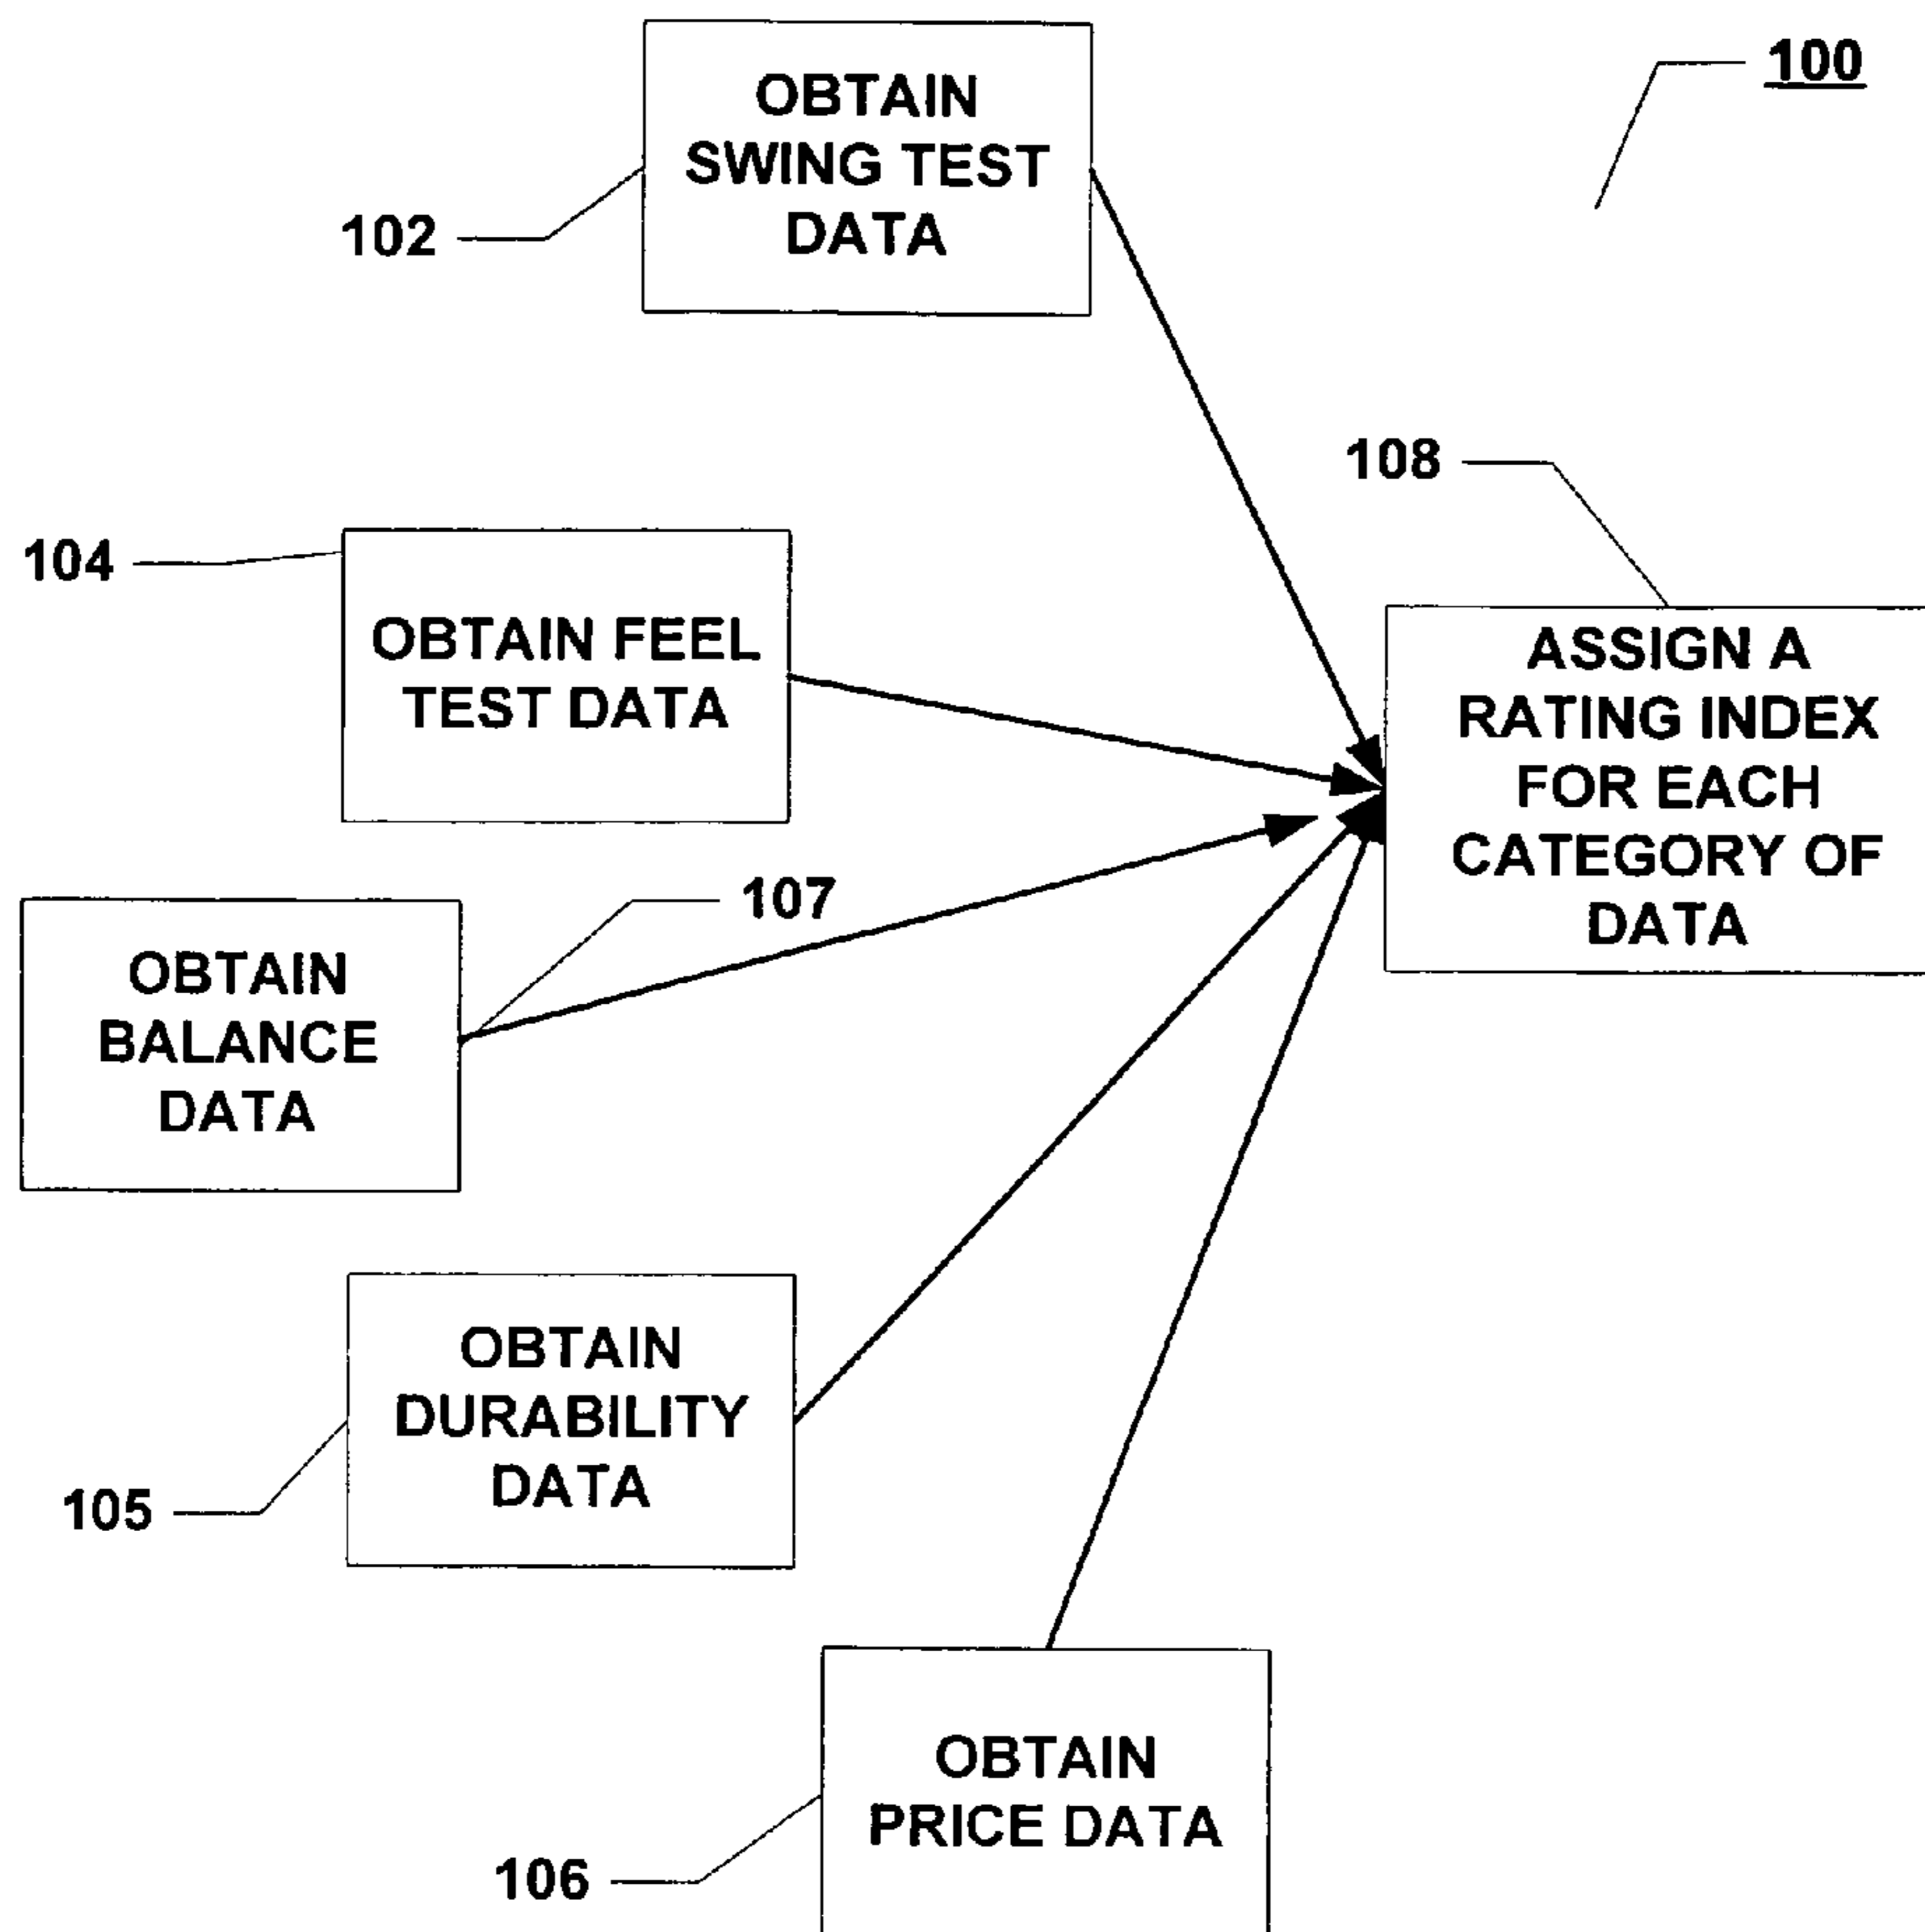 100
OBTAIN
SWING TEST
DATA
102
108
104
OBTAIN FEEL
TEST DATA
ASSIGN A
RATING INDEX
FOR EACH
CATEGORY OF
DATA
107
OBTAIN
BALANCE
DATA
OBTAIN
DURABILITY
DATA
105
OBTAIN
PRICE DATA
106